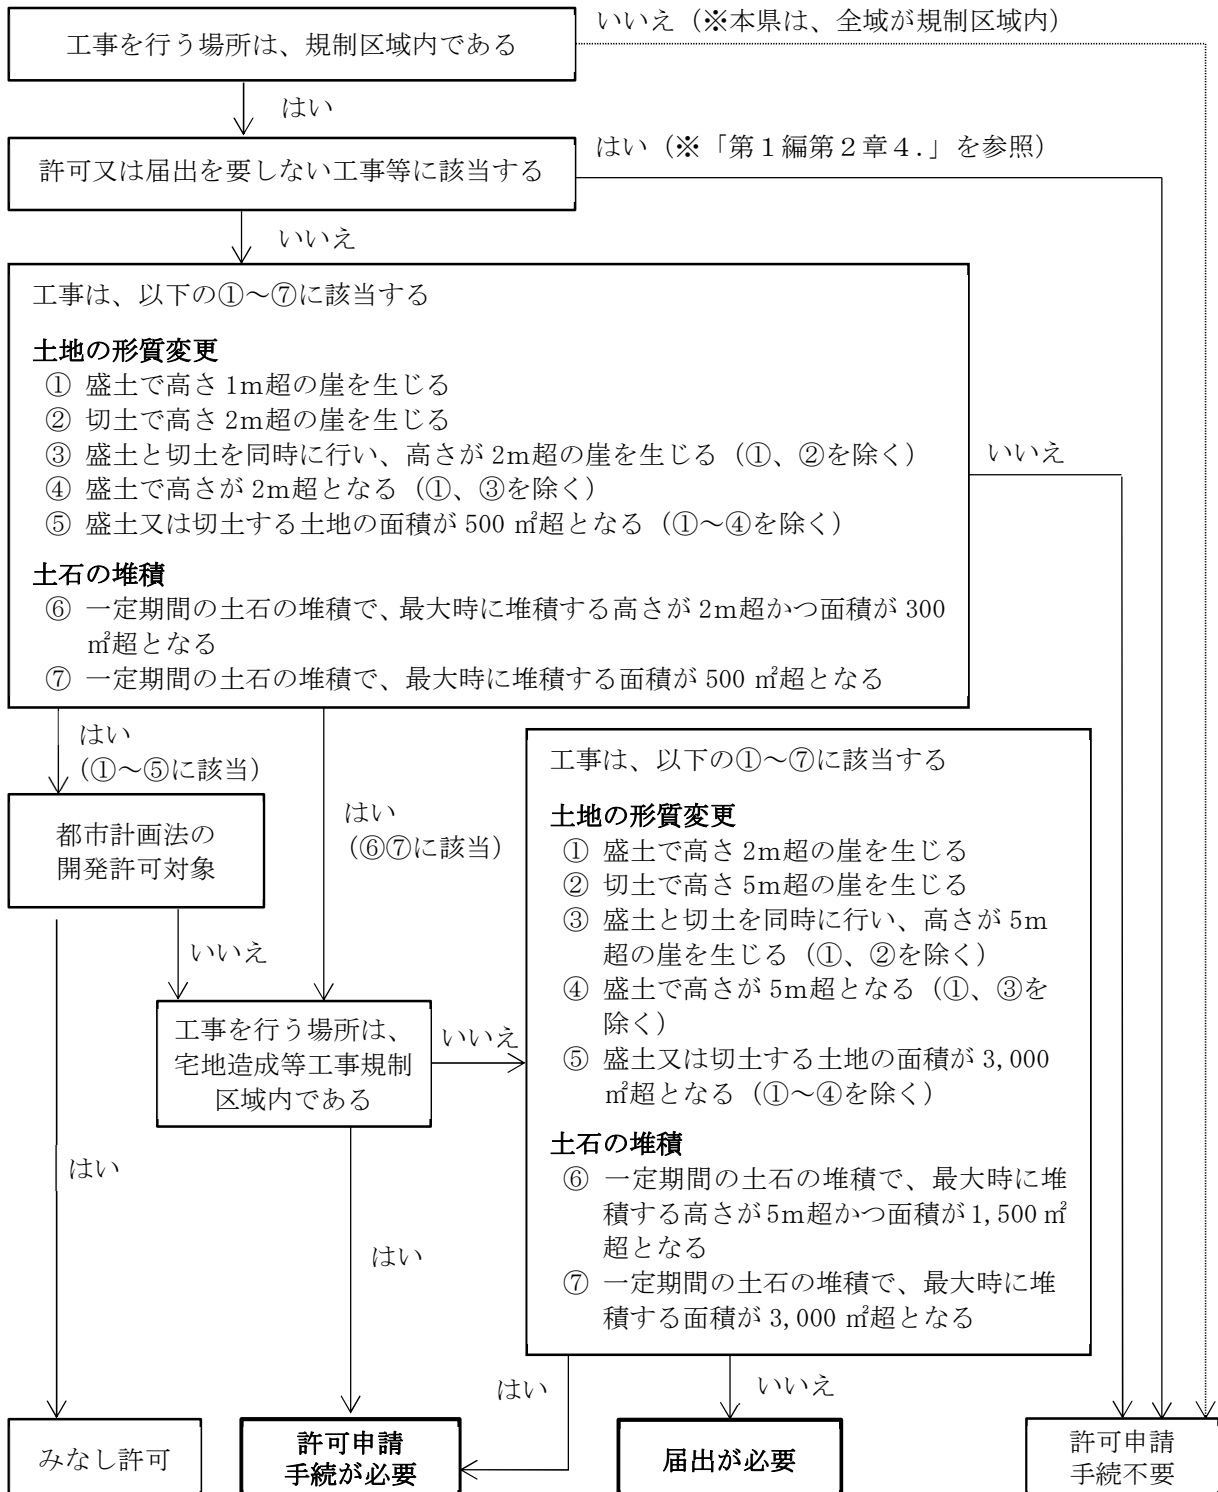 工事を行う場所は、規制区域内である
いいえ（※本県は、全域が規制区域内）
はい
許可又は届出を要しない工事等に該当する
はい（※「第１編第２章４．」を参照）
いいえ
工事は、以下の①～⑦に該当する
土地の形質変更
① 盛土で高さ 1m超の崖を生じる
② 切土で高さ 2m超の崖を生じる
③ 盛土と切土を同時に行い、高さが 2m超の崖を生じる（①、②を除く）
④ 盛土で高さが 2m超となる（①、③を除く）
⑤ 盛土又は切土する土地の面積が 500 ㎡超となる（①～④を除く）
土石の堆積
⑥ 一定期間の土石の堆積で、最大時に堆積する高さが 2m超かつ面積が 300
㎡超となる
⑦ 一定期間の土石の堆積で、最大時に堆積する面積が 500 ㎡超となる
いいえ
はい
（①～⑤に該当）
都市計画法の
開発許可対象
はい
（⑥⑦に該当）
いいえ
工事を行う場所は、
宅地造成等工事規制
区域内である
いいえ
工事は、以下の①～⑦に該当する
土地の形質変更
① 盛土で高さ 2m超の崖を生じる
② 切土で高さ 5m超の崖を生じる
③ 盛土と切土を同時に行い、高さが 5m
超の崖を生じる（①、②を除く）
④ 盛土で高さが 5m超となる（①、③を
除く）
⑤ 盛土又は切土する土地の面積が 3,000
㎡超となる（①～④を除く）
土石の堆積
⑥ 一定期間の土石の堆積で、最大時に堆
積する高さが 5m超かつ面積が 1,500 ㎡
超となる
⑦ 一定期間の土石の堆積で、最大時に堆
積する面積が 3,000 ㎡超となる
はい
はい
はい
いいえ
みなし許可
許可申請
手続が必要
届出が必要
許可申請
手続不要